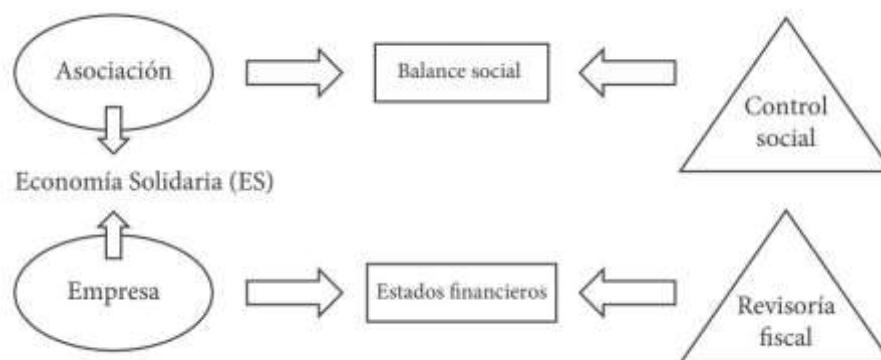 Asociación
Balance social
Control
social
Economía Solidaria (ES)
Empresa
Estados financieros
Revisoría
fiscal